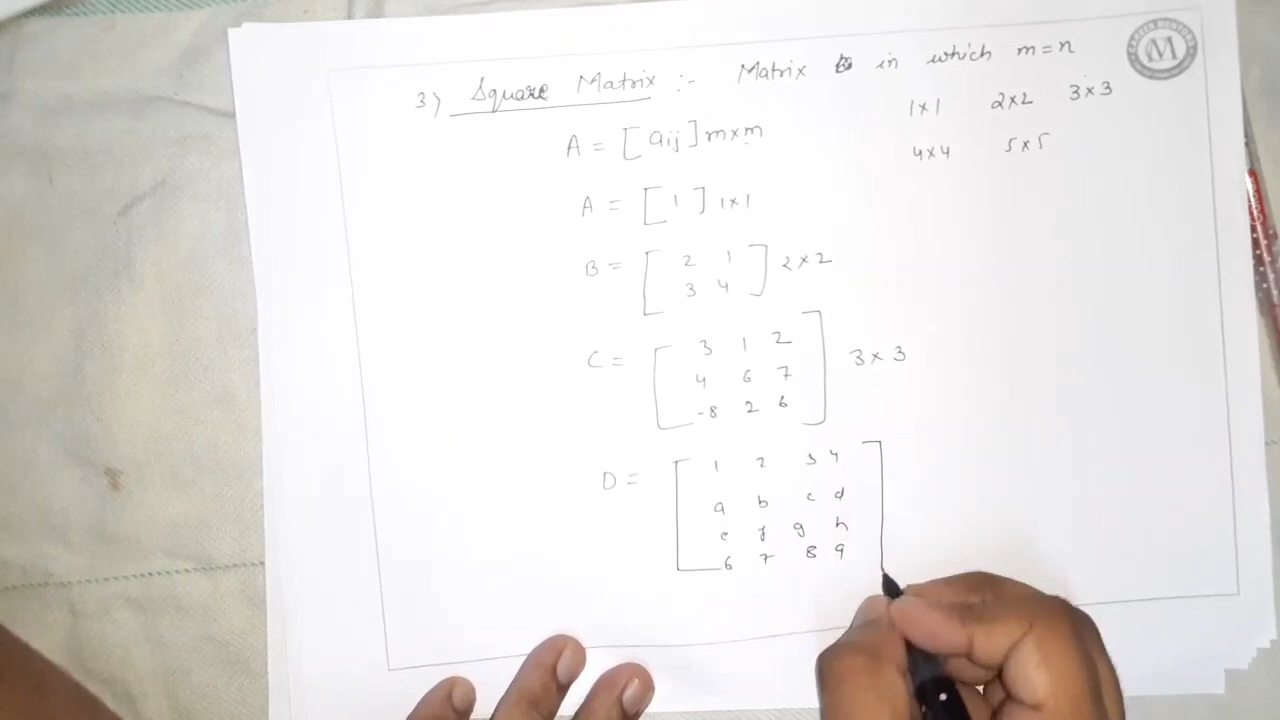 3) Square Matrix :- Matrix in which m=n
1×1 2×2 3×3
A = [aij]m×m
4×4 5×5
A = [1] 1×1
B = [2 1
3 4] 2×2
C = [3 1 2
4 6 7
-8 2 6] 3×3
D = [1 2 3 4
a b c d
e f g h
6 7 8 9]
M